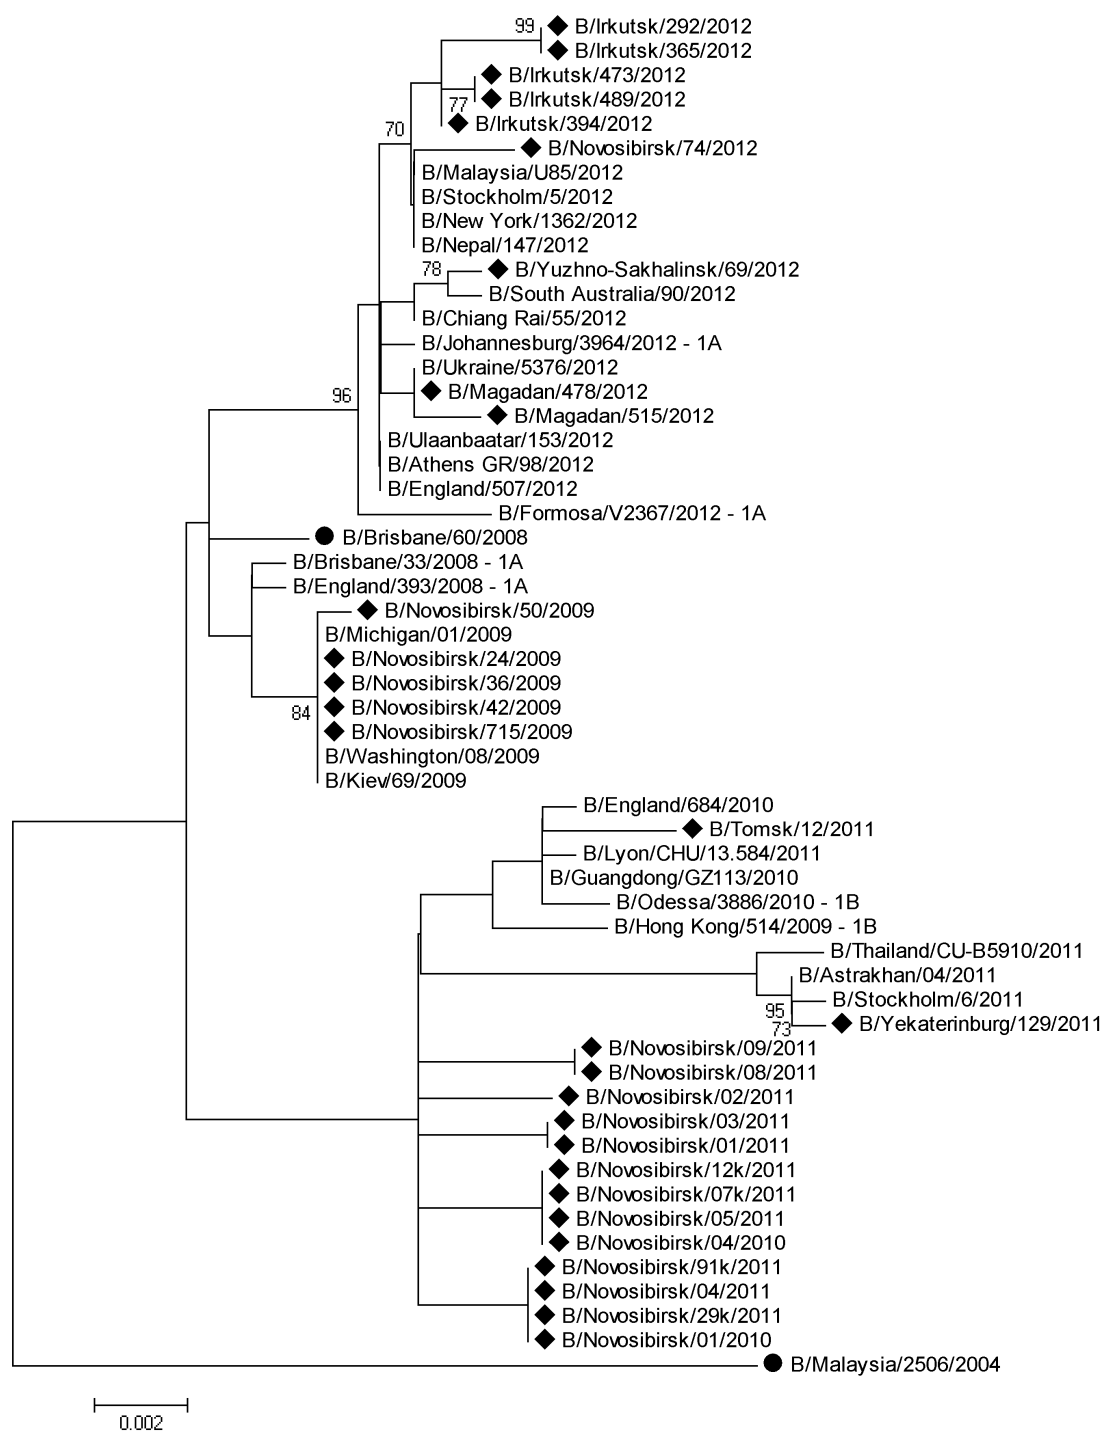 99
B/Irkutsk/292/2012
B/Irkutsk/365/2012
B/Irkutsk/473/2012
B/Irkutsk/489/2012
77
B/Irkutsk/394/2012
70
B/Novosibirsk/74/2012
B/Malaysia/U85/2012
B/Stockholm/5/2012
B/New York/1362/2012
B/Nepal/147/2012
78
B/Yuzhno-Sakhalinsk/69/2012
B/South Australia/90/2012
B/Chiang Rai/55/2012
B/Johannesburg/3964/2012 - 1A
B/Ukraine/5376/2012
B/Magadan/478/2012
96
B/Magadan/515/2012
B/Ulaanbaatar/153/2012
B/Athens GR/98/2012
B/England/507/2012
B/Formosa/V2367/2012 - 1A
B/Brisbane/60/2008
B/Brisbane/33/2008 - 1A
B/England/393/2008 - 1A
B/Novosibirsk/50/2009
B/Michigan/01/2009
B/Novosibirsk/24/2009
B/Novosibirsk/36/2009
B/Novosibirsk/42/2009
84
B/Novosibirsk/715/2009
B/Washington/08/2009
B/Kiev/69/2009
B/England/684/2010
B/Tomsk/12/2011
B/Lyon/CHU/13.584/2011
B/Guangdong/GZ113/2010
B/Odessa/3886/2010 - 1B
B/Hong Kong/514/2009 - 1B
B/Thailand/CU-B5910/2011
B/Astrakhan/04/2011
B/Stockholm/6/2011
95
B/Yekaterinburg/129/2011
73
B/Novosibirsk/09/2011
B/Novosibirsk/08/2011
B/Novosibirsk/02/2011
B/Novosibirsk/03/2011
B/Novosibirsk/01/2011
B/Novosibirsk/12k/2011
B/Novosibirsk/07k/2011
B/Novosibirsk/05/2011
B/Novosibirsk/04/2010
B/Novosibirsk/91k/2011
B/Novosibirsk/04/2011
B/Novosibirsk/29k/2011
B/Novosibirsk/01/2010
B/Malaysia/2506/2004
0.002